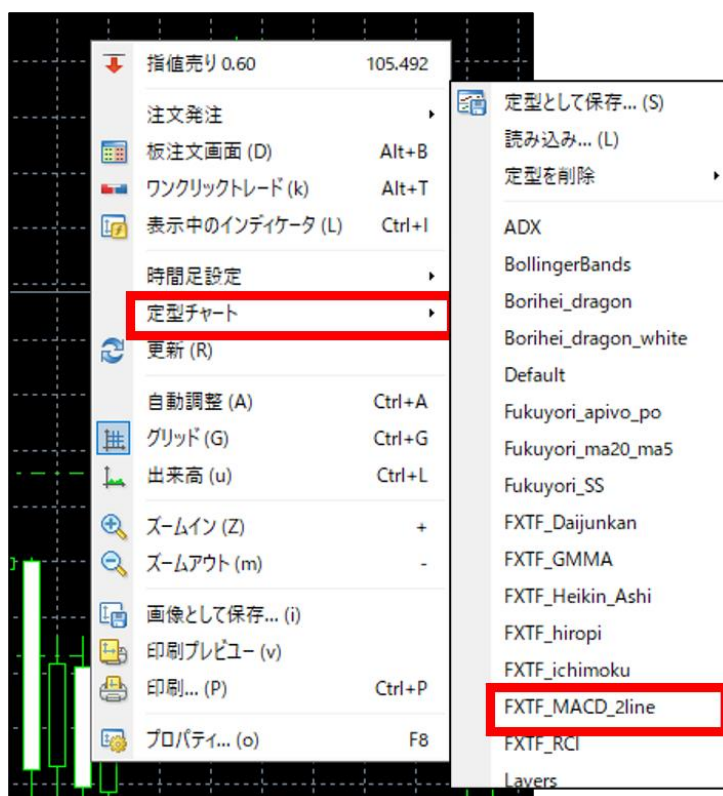 指値売り 0.60 105.492
注文発注
板注文画面 (D) Alt+B
ワンクリックトレード (k) Alt+T
表示中のインディケータ (L) Ctrl+I
時間足設定
定型チャート
更新 (R)
自動調整 (A) Ctrl+A
グリッド (G) Ctrl+G
出来高 (u) Ctrl+L
ズームイン (Z) +
ズームアウト (m) -
画像として保存... (i)
印刷プレビュー (v)
印刷... (P) Ctrl+P
プロパティ... (o) F8
定型として保存... (S)
読み込み... (L)
定型を削除
ADX
BollingerBands
Borihei_dragon
Borihei_dragon_white
Default
Fukuyori_apivo_po
Fukuyori_ma20_ma5
Fukuyori_SS
FXTF_Daijunkan
FXTF_GMMA
FXTF_Heikin_Ashi
FXTF_hiropi
FXTF_ichimoku
FXTF_MACD_2line
FXTF_RCI
Layers